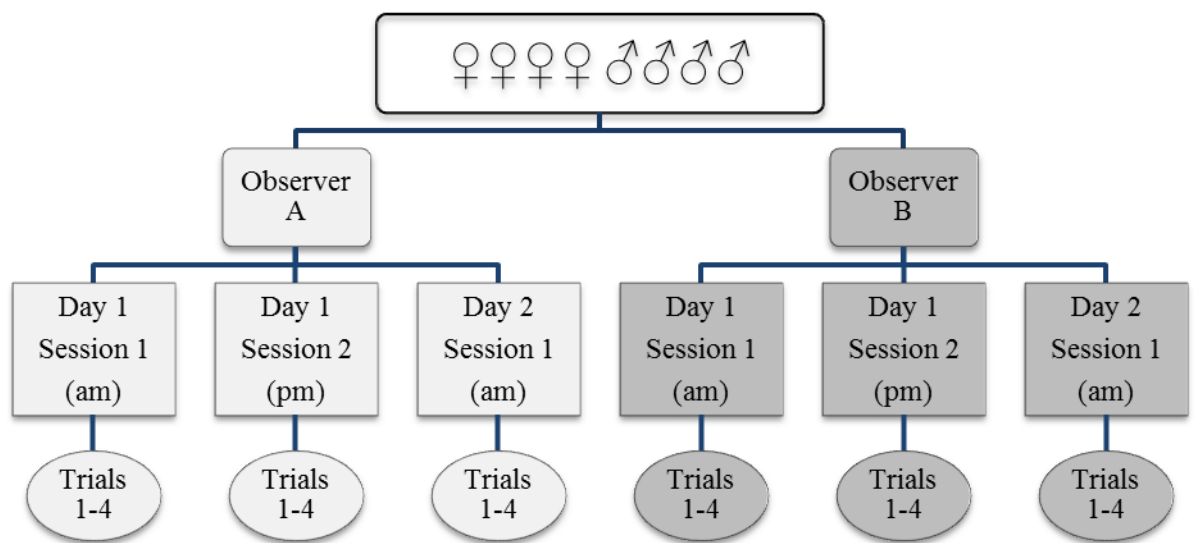 ♀♀♀♀♂♂♂♂
Observer
A
Observer
B
Day 1
Session 1
(am)
Day 1
Session 2
(pm)
Day 2
Session 1
(am)
Day 1
Session 1
(am)
Day 1
Session 2
(pm)
Day 2
Session 1
(am)
Trials
1-4
Trials
1-4
Trials
1-4
Trials
1-4
Trials
1-4
Trials
1-4